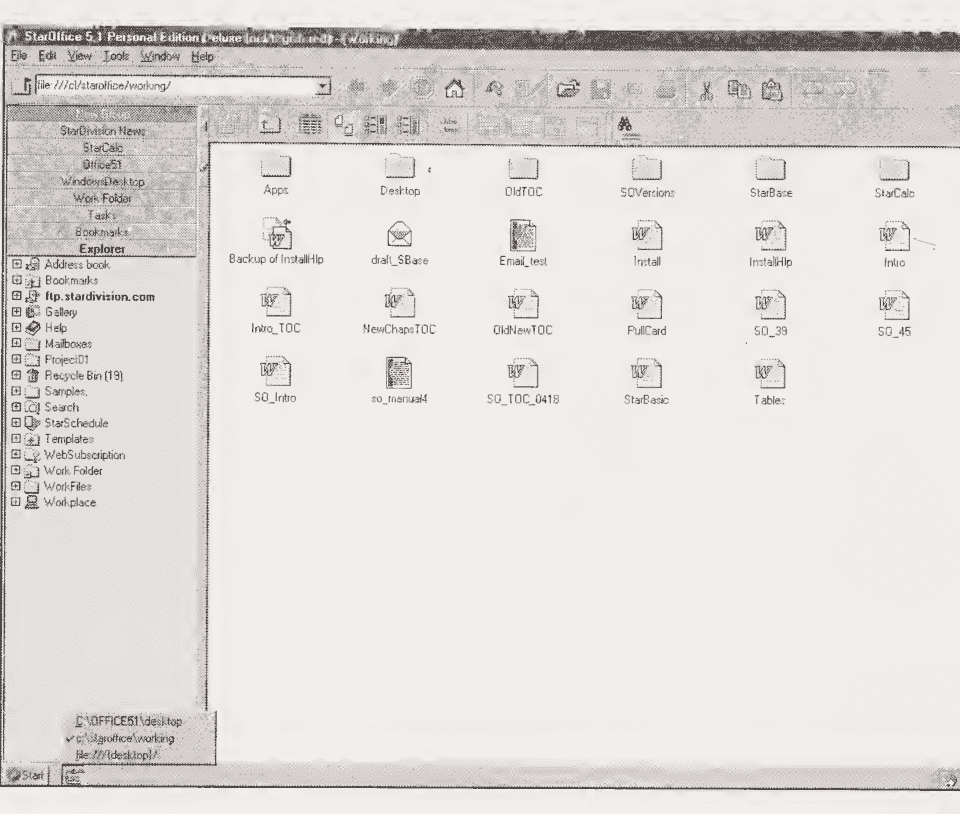 StarOffice 5.1 Personal Edition Deluxe
File Edit View Tools Window Help
file:///c|/staroffice/working/
StarDivision News
StarCalc
Office51
WindowsDesktop
Work Folder
Tasks
Bookmarks
Explorer
Address book
Bookmarks
ftp.stardivision.com
Gallery
Help
Mailboxes
Project01
Recycle Bin (19)
Samples
Search
StarSchedule
Templates
WebSubscription
Work Folder
WorkFiles
Workplace
Apps Desktop OldTOC SOVersions StarBase StarCalc
Backup of InstallHlp draft_SBase Email_test Install InstallHlp Intro
Intro_TOC NewChapsTOC OldNewTOC PullCard SO_39 SO_45
SO_Intro so_manual4 SO_TOC_0418 StarBasic Tables
C:\OFFICE51\desktop
c:\staroffice\working
file:///{desktop}/
Start